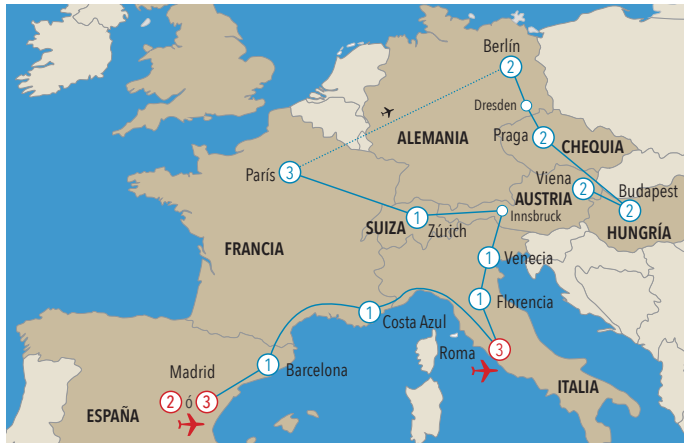 Berlín
2
Dresden
ALEMANIA
Praga
2
CHEQUIA
París
3
Viena
2
Budapest
AUSTRIA
2
Innsbruck
HUNGRÍA
1
SUIZA
Zúrich
FRANCIA
1
Venecia
1
Florencia
1
Costa Azul
Roma
3
Madrid
1
Barcelona
2 ó 3
ITALIA
ESPAÑA